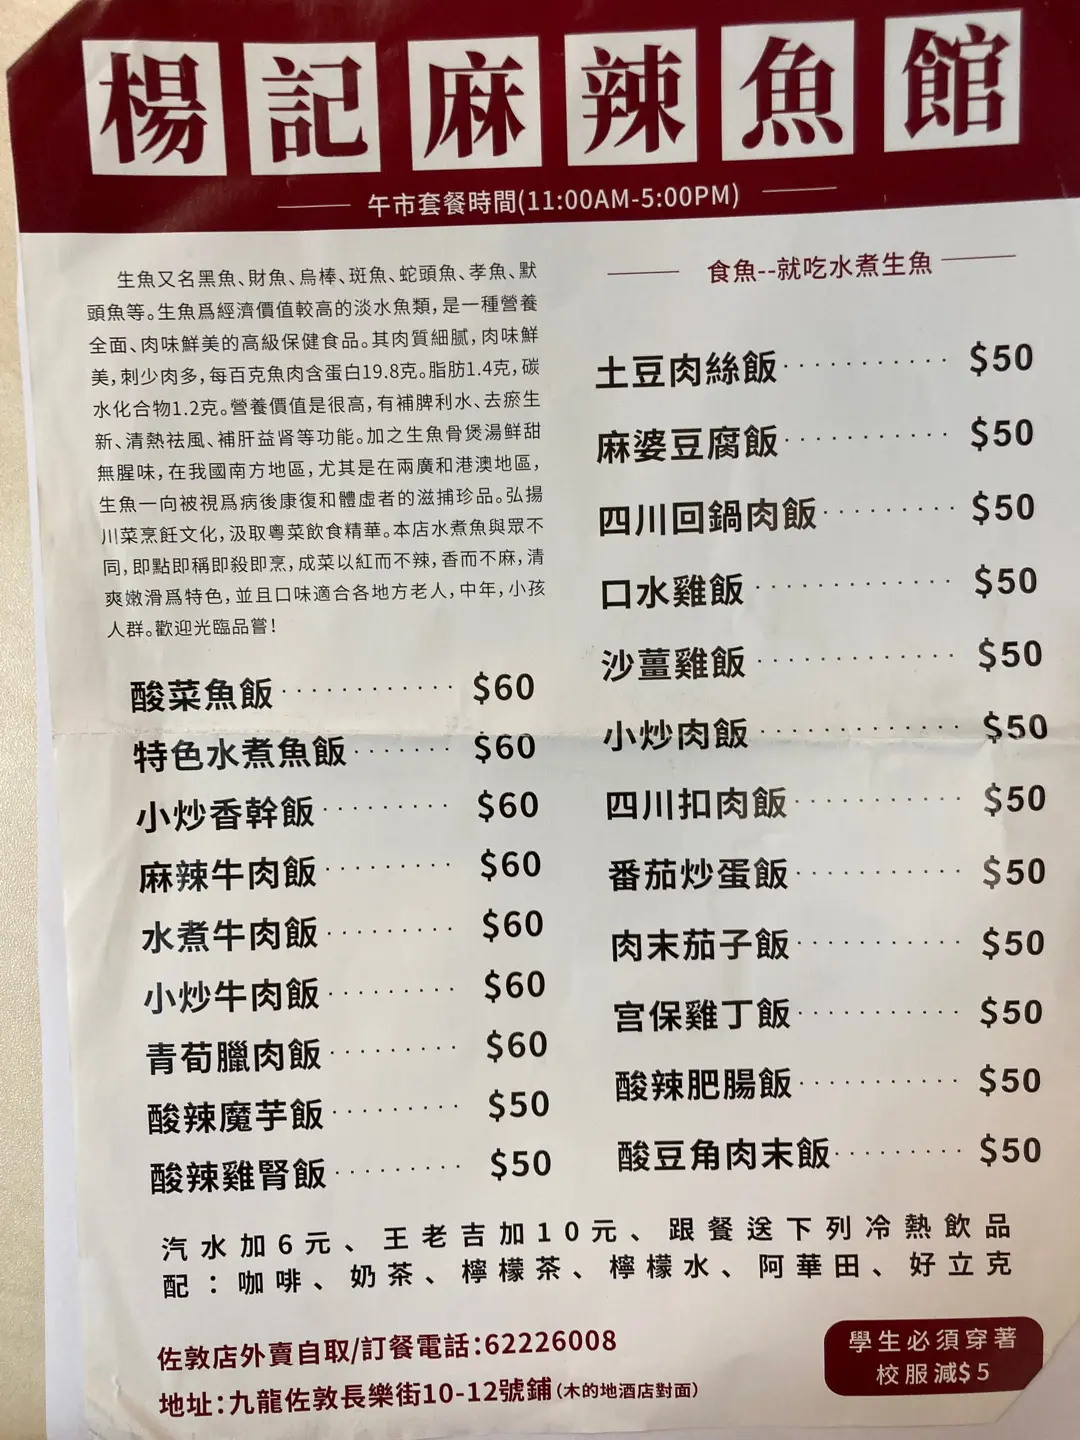 楊記麻辣魚館
午市套餐時間(11:00AM-5:00PM)
生魚又名黑魚、財魚、烏棒、斑魚、蛇頭魚、孝魚、默
頭魚等。生魚爲經濟價值較高的淡水魚類,是一種營養
全面、肉味鮮美的高級保健食品。其肉質細膩,肉味鮮
美,刺少肉多,每百克魚肉含蛋白19.8克。脂肪1.4克,碳
水化合物1.2克。營養價值是很高,有補脾利水、去瘀生
新、清熱祛風、補肝益肾等功能。加之生魚骨煲湯鮮甜
無腥味,在我國南方地區,尤其是在兩廣和港澳地區,
生魚一向被視爲病後康復和體虛者的滋捕珍品。弘揚
川菜烹飪文化,汲取粵菜飲食精華。本店水煮魚與眾不
同,即點即稱即殺即烹,成菜以紅而不辣,香而不麻,清
爽嫩滑爲特色,並且口味適合各地方老人,中年,小孩
人群。歡迎光臨品嘗!
酸菜魚飯············$60
特色水煮魚飯·······$60
小炒香幹飯·········$60
麻辣牛肉飯·········$60
水煮牛肉飯·········$60
小炒牛肉飯·········$60
青荀臘肉飯·········$60
酸辣魔芋飯·········$50
酸辣雞腎飯·········$50
食魚--就吃水煮生魚
土豆肉絲飯···········$50
麻婆豆腐飯···········$50
四川回鍋肉飯·········$50
口水雞飯·············$50
沙薑雞飯·············$50
小炒肉飯·············$50
四川扣肉飯···········$50
番茄炒蛋飯···········$50
肉末茄子飯···········$50
宫保雞丁飯···········$50
酸辣肥腸飯···········$50
酸豆角肉末飯·········$50
汽水加6元、王老吉加10元、跟餐送下列冷熱飲品
配:咖啡、奶茶、檸檬茶、檸檬水、阿華田、好立克
佐敦店外賣自取/訂餐電話:62226008
地址:九龍佐敦長樂街10-12號鋪(木的地酒店對面)
學生必須穿著
校服減$5